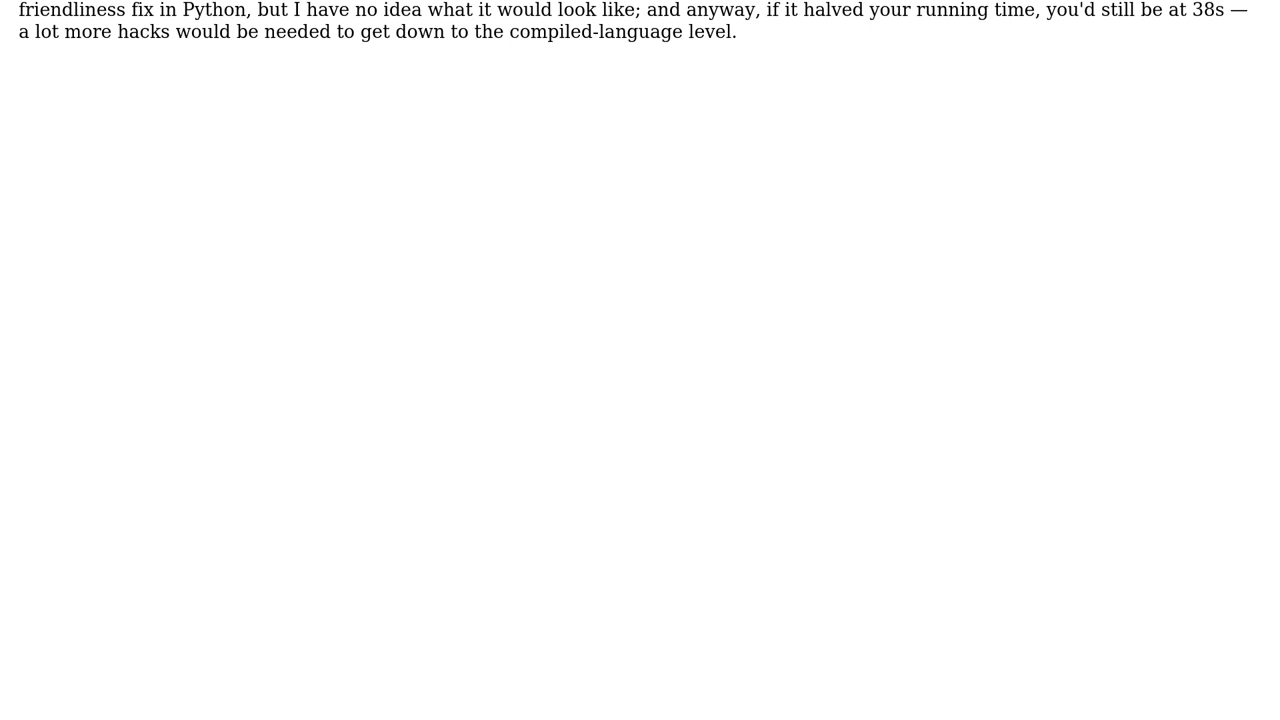 friendliness fix in Python, but I have no idea what it would look like; and anyway, if it halved your running time, you'd still be at 38s —
a lot more hacks would be needed to get down to the compiled-language level.